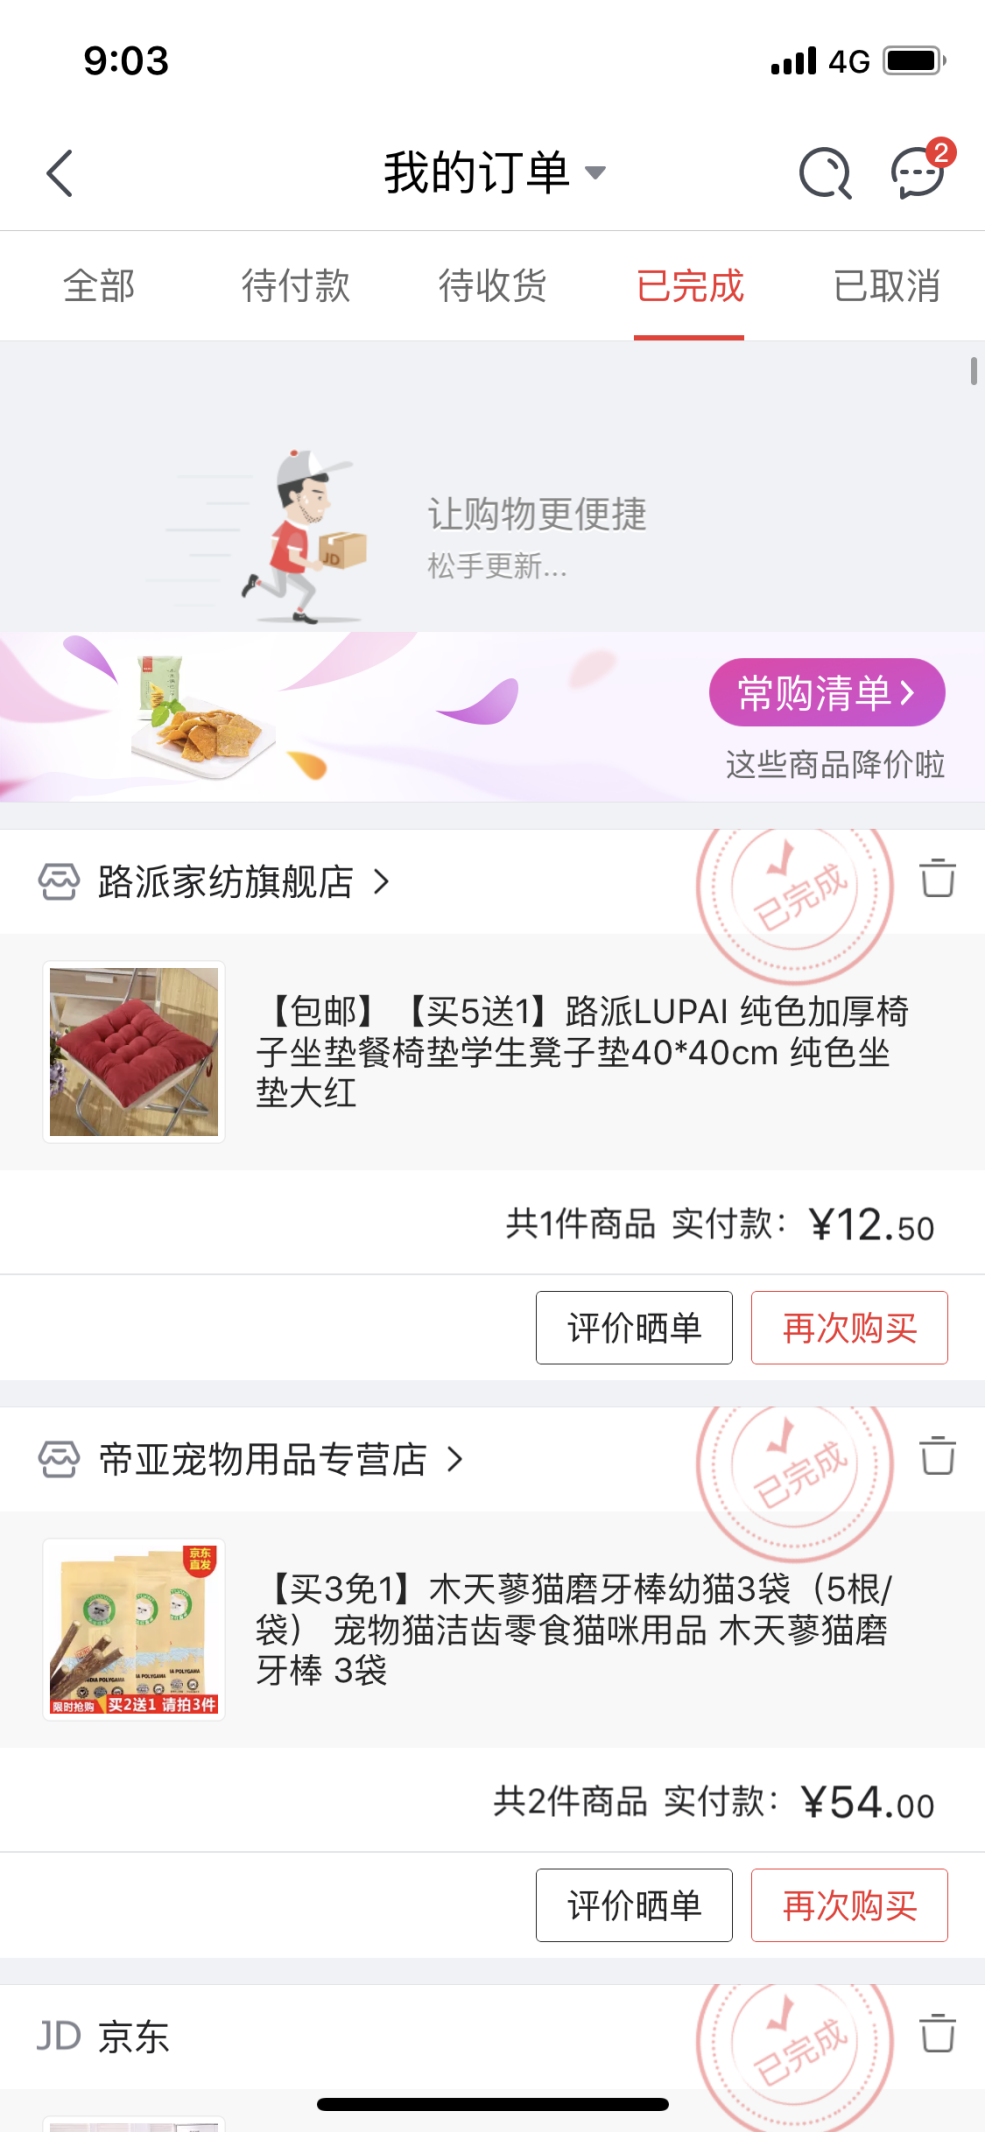 9:03
4G
我的订单
2
全部 待付款 待收货 已完成 已取消
让购物更便捷
JD
松手更新...
常购清单
这些商品降价啦
路派家纺旗舰店
已完成
【包邮】【买5送1】路派LUPAI 纯色加厚椅
子坐垫餐椅垫学生凳子垫40*40cm 纯色坐
垫大红
共1件商品 实付款：¥12.50
评价晒单 再次购买
帝亚宠物用品专营店
已完成
京东
直发
【买3免1】木天蓼猫磨牙棒幼猫3袋（5根/
袋） 宠物猫洁齿零食猫咪用品 木天蓼猫磨
牙棒 3袋
限时抢购 买2送1 请拍3件
共2件商品 实付款：¥54.00
评价晒单 再次购买
JD 京东
已完成